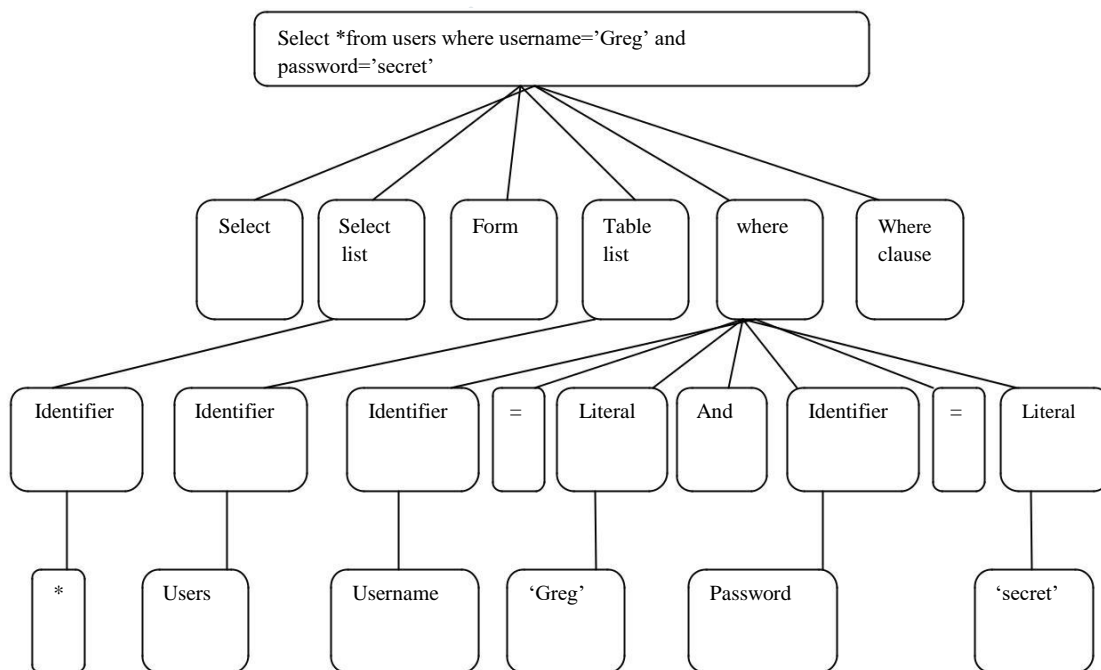 Select *from users where username=’Greg’ and
password=’secret’
Select
Select
list
Form
Table
list
where
Where
clause
Identifier
Identifier
Identifier
=
Literal
And
Identifier
=
Literal
*
Users
Username
‘Greg’
Password
‘secret’